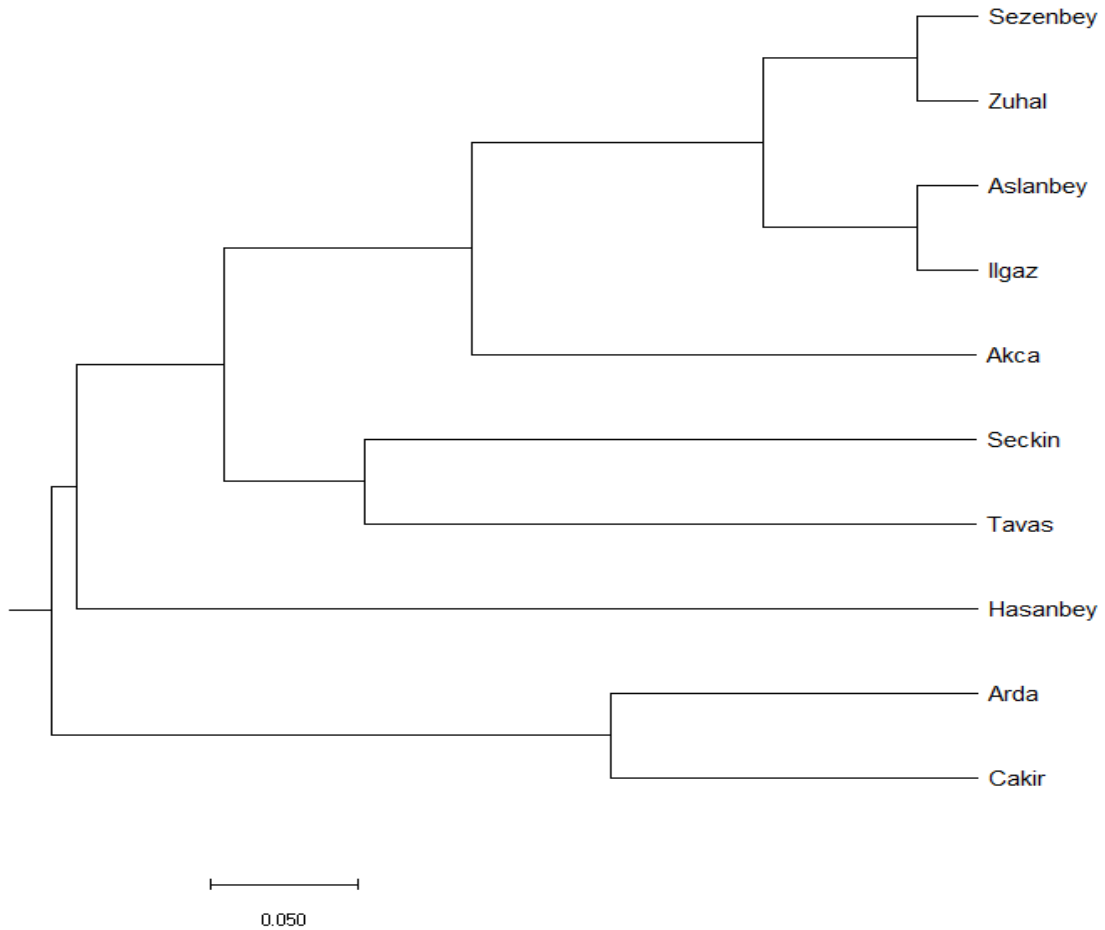 Sezenbey
Zuhal
Aslanbey
Ilgaz
Akca
Seckin
Tavas
Hasanbey
Arda
Cakir
0.050